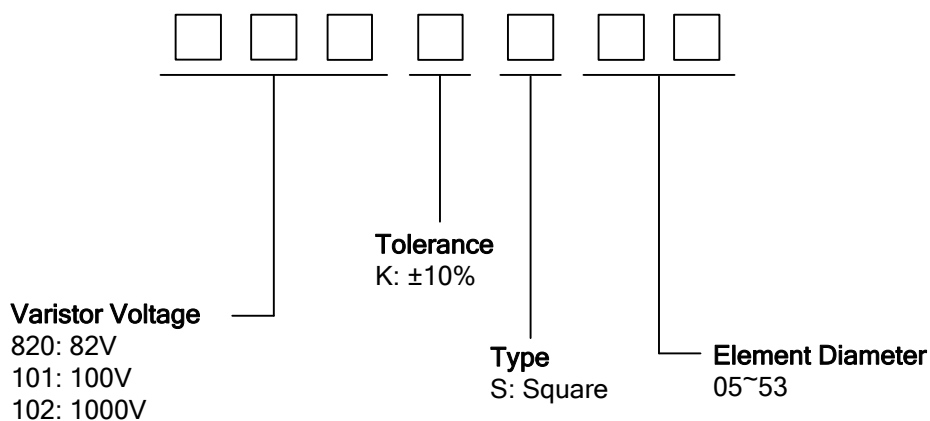 Tolerance
K: ±10%
Varistor Voltage
820: 82V
101: 100V
102: 1000V
Type
S: Square
Element Diameter
05~53